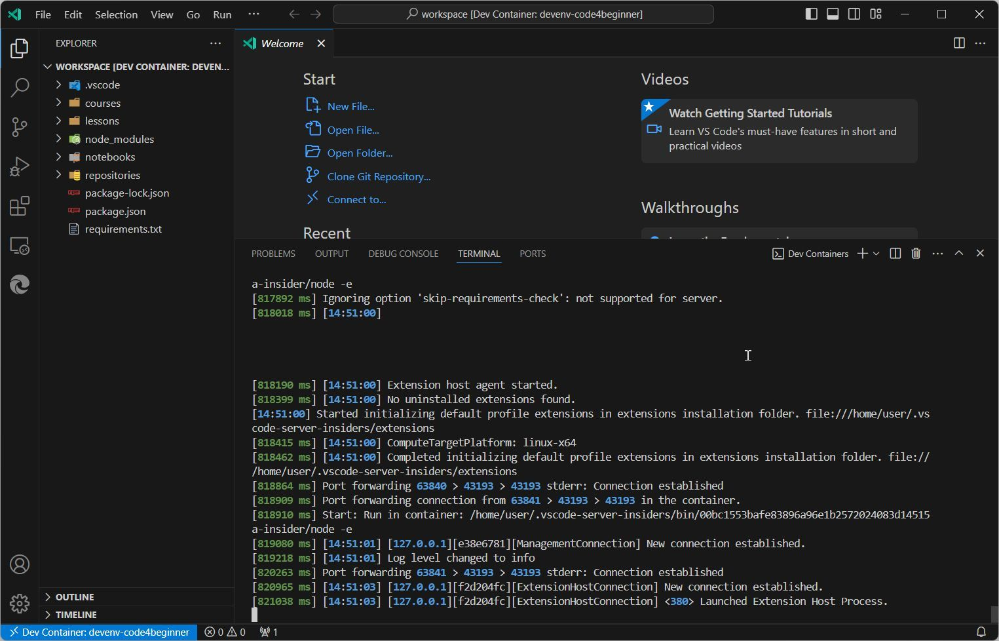 File Edit Selection View Go Run ···
workspace [Dev Container: devenv-code4beginner]
EXPLORER
WORKSPACE [DEV CONTAINER: DEVEN...
.vscode
courses
lessons
node_modules
notebooks
repositories
package-lock.json
package.json
requirements.txt
OUTLINE
TIMELINE
Welcome
Start
New File...
Open File...
Open Folder...
Clone Git Repository...
Connect to...
Recent
Videos
Watch Getting Started Tutorials
Learn VS Code's must-have features in short and
practical videos
Walkthroughs
PROBLEMS OUTPUT DEBUG CONSOLE TERMINAL PORTS
Dev Containers
a-insider/node -e
[817892 ms] Ignoring option 'skip-requirements-check': not supported for server.
[818018 ms] [14:51:00]
[818190 ms] [14:51:00] Extension host agent started.
[818399 ms] [14:51:00] No uninstalled extensions found.
[14:51:00] Started initializing default profile extensions in extensions installation folder. file:///home/user/.vs
code-server-insiders/extensions
[818415 ms] [14:51:00] ComputeTargetPlatform: linux-x64
[818462 ms] [14:51:00] Completed initializing default profile extensions in extensions installation folder. file://
/home/user/.vscode-server-insiders/extensions
[818864 ms] Port forwarding 63840 > 43193 > 43193 stderr: Connection established
[818909 ms] Port forwarding connection from 63841 > 43193 > 43193 in the container.
[818910 ms] Start: Run in container: /home/user/.vscode-server-insiders/bin/00bc1553bafe83896a96e1b2572024083d14515
a-insider/node -e
[819080 ms] [14:51:01] [127.0.0.1][e38e6781][ManagementConnection] New connection established.
[819218 ms] [14:51:01] Log level changed to info
[820263 ms] Port forwarding 63841 > 43193 > 43193 stderr: Connection established
[820965 ms] [14:51:03] [127.0.0.1][f2d204fc][ExtensionHostConnection] New connection established.
[821038 ms] [14:51:03] [127.0.0.1][f2d204fc][ExtensionHostConnection] <380> Launched Extension Host Process.
Dev Container: devenv-code4beginner 0 0 1